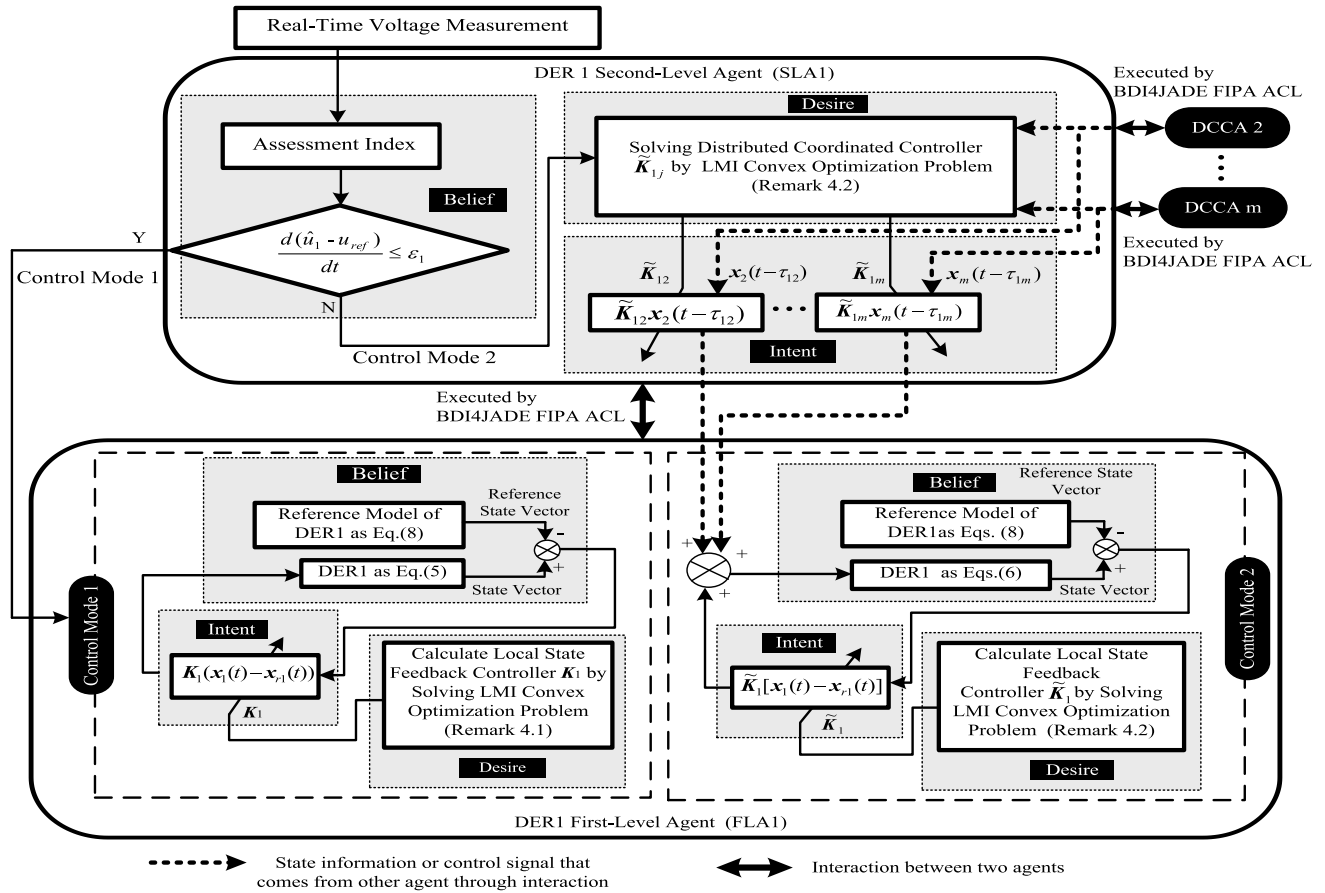 Real-Time Voltage Measurement
DER 1 Second-Level Agent (SLA1)
Executed by
BDI4JADE FIPA ACL
DCCA 2
DCCA m
Executed by
BDI4JADE FIPA ACL
Assessment Index
Belief
d(û₁ - u_ref)
dt
≤ ε₁
Y
N
Control Mode 1
Control Mode 2
Desire
Solving Distributed Coordinated Controller
K̃₁ⱼ by LMI Convex Optimization Problem
(Remark 4.2)
K̃₁₂
x₂(t−τ₁₂)
K̃₁ₘ
xₘ(t−τ₁ₘ)
K̃₁₂x₂(t−τ₁₂)
K̃₁ₘxₘ(t−τ₁ₘ)
Intent
Executed by
BDI4JADE FIPA ACL
Control Mode 1
Belief
Reference Model of
DER1 as Eq.(8)
Reference
State Vector
-
+
DER1 as Eq.(5)
State Vector
Intent
K₁(x₁(t)−x_r1(t))
K₁
Calculate Local State
Feedback Controller K₁ by
Solving LMI Convex
Optimization Problem
(Remark 4.1)
Desire
+
+
+
Belief
Reference State
Vector
Reference Model of
DER1as Eqs. (8)
-
+
DER1 as Eqs.(6)
State Vector
Intent
K̃₁[x₁(t)−x_r1(t)]
K̃₁
Calculate Local State
Feedback
Controller K̃₁ by Solving
LMI Convex Optimization
Problem (Remark 4.2)
Desire
Control Mode 2
DER1 First-Level Agent (FLA1)
State information or control signal that
comes from other agent through interaction
Interaction between two agents